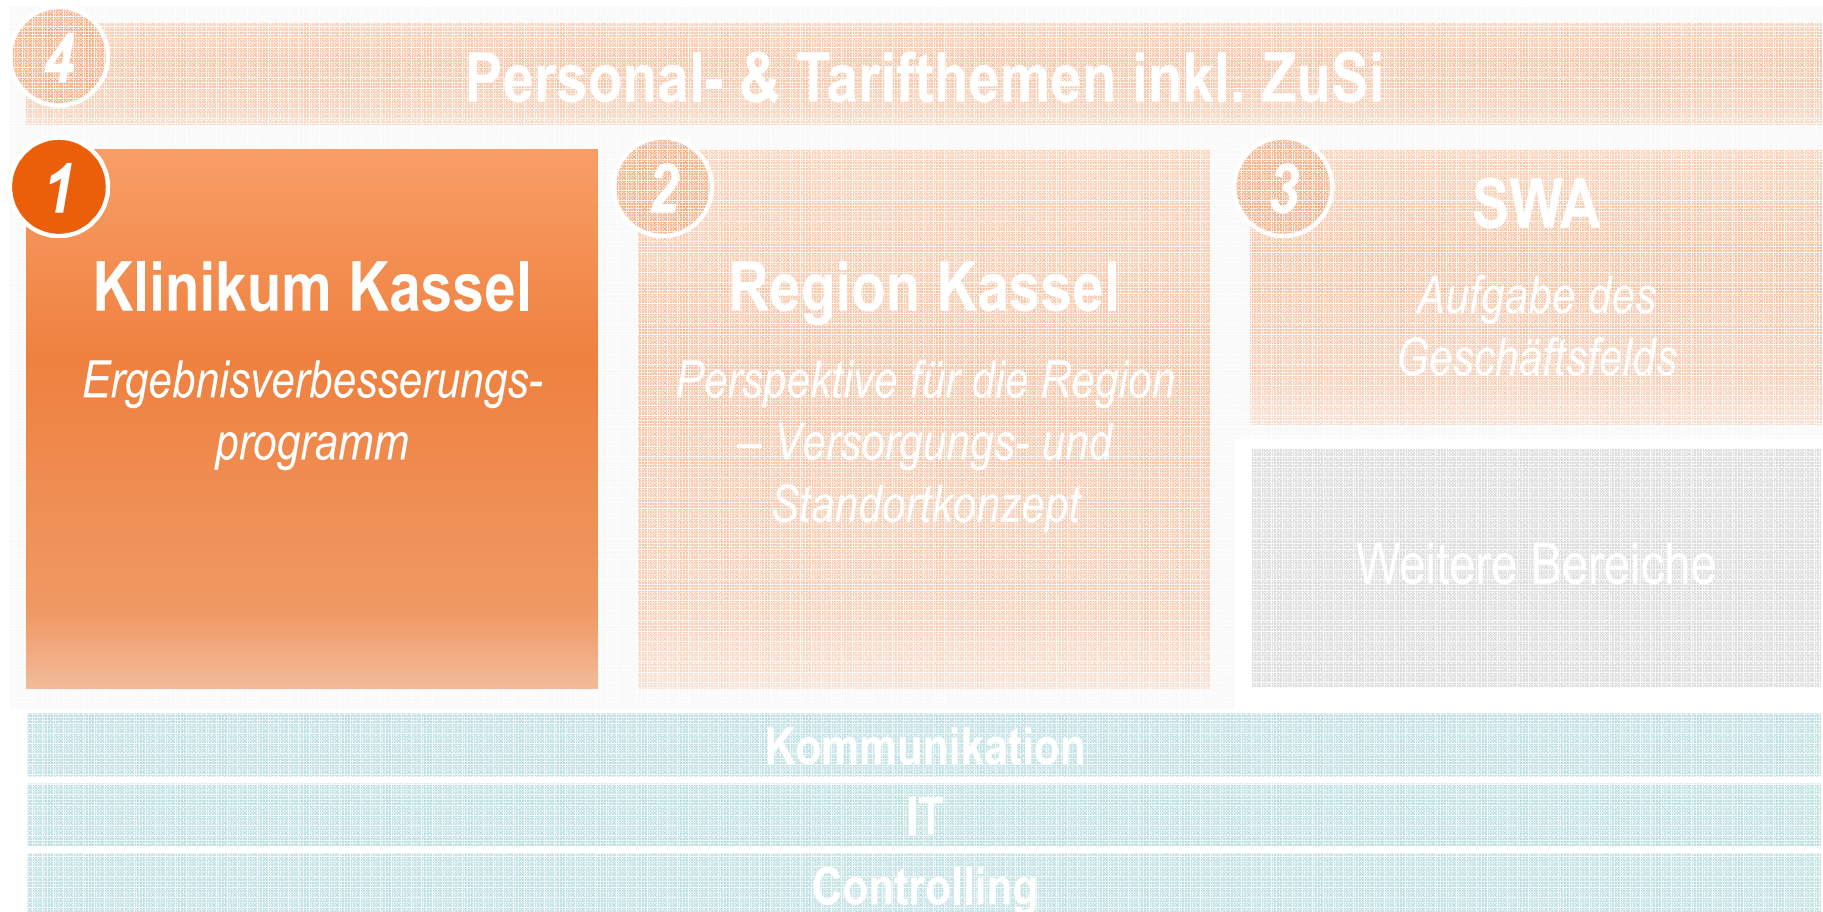 4
Personal- & Tarifthemen inkl. ZuSi
1
Klinikum Kassel
Ergebnisverbesserungs-
programm
2
Region Kassel
Perspektive für die Region
– Versorgungs- und
Standortkonzept
3
SWA
Aufgabe des
Geschäftsfelds
Weitere Bereiche
Kommunikation
IT
Controlling